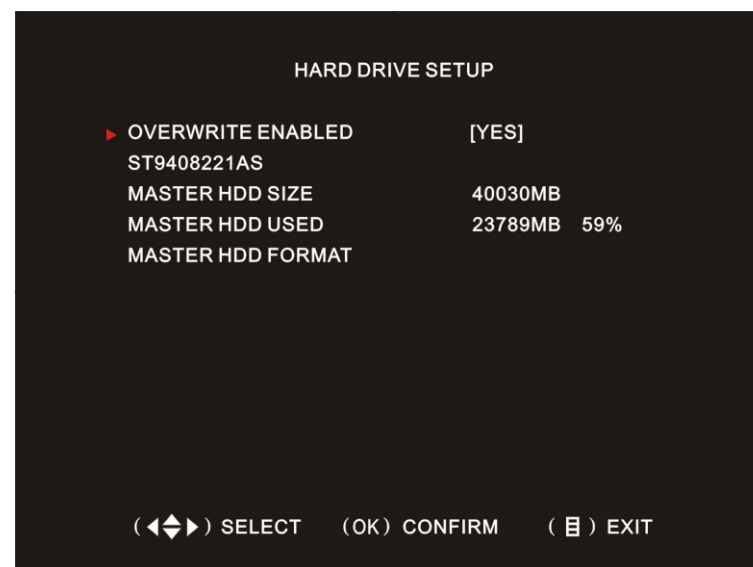 HARD DRIVE SETUP
OVERWRITE ENABLED [YES]
ST9408221AS
MASTER HDD SIZE 40030MB
MASTER HDD USED 23789MB 59%
MASTER HDD FORMAT
(◀◆▶) SELECT (OK) CONFIRM (目) EXIT